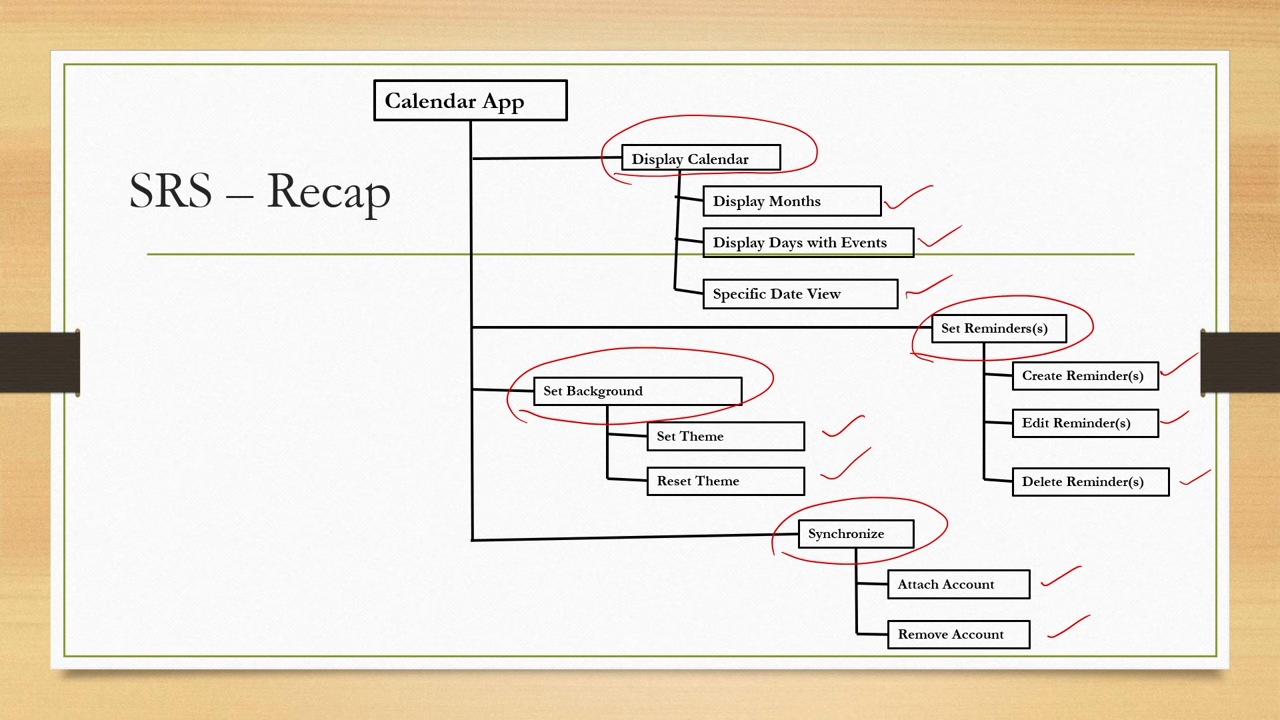 Calendar App
SRS – Recap
Display Calendar
Display Months
Display Days with Events
Specific Date View
Set Reminders(s)
Create Reminder(s)
Edit Reminder(s)
Delete Reminder(s)
Set Background
Set Theme
Reset Theme
Synchronize
Attach Account
Remove Account